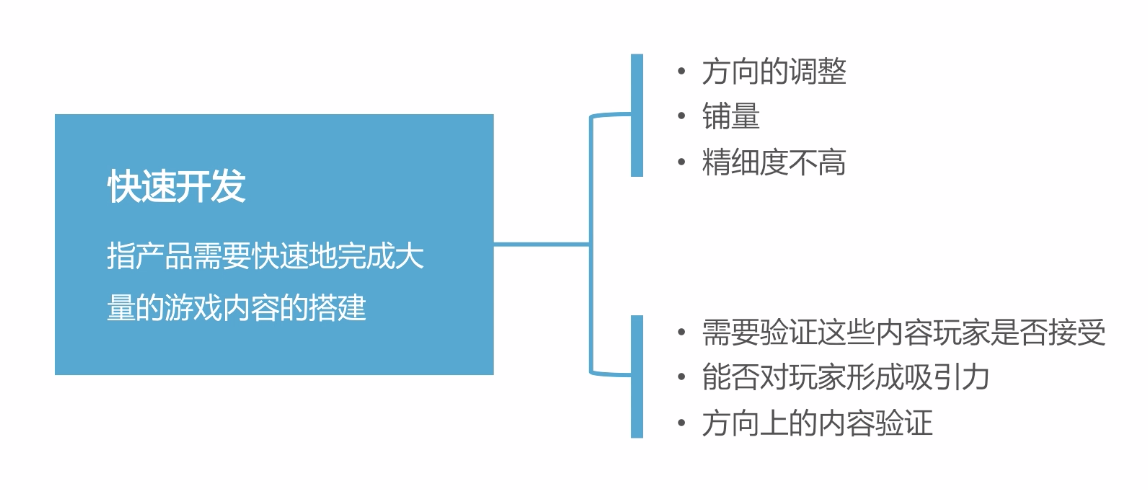 快速开发
指产品需要快速地完成大
量的游戏内容的搭建
• 方向的调整
• 铺量
• 精细度不高
• 需要验证这些内容玩家是否接受
• 能否对玩家形成吸引力
• 方向上的内容验证